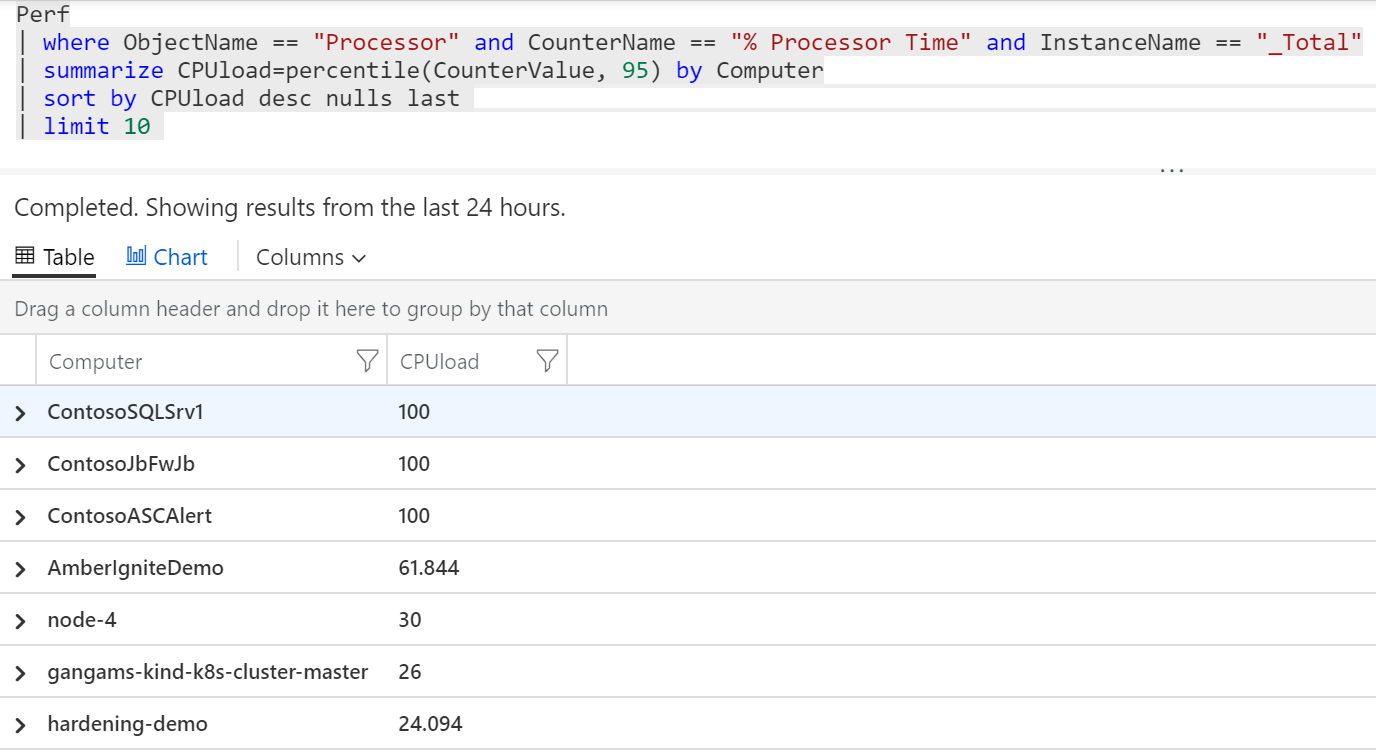 Perf
| where ObjectName == "Processor" and CounterName == "% Processor Time" and InstanceName == "_Total"
| summarize CPUload=percentile(CounterValue, 95) by Computer
| sort by CPUload desc nulls last
| limit 10
...
Completed. Showing results from the last 24 hours.
Table Chart Columns
Drag a column header and drop it here to group by that column
Computer CPUload
ContosoSQLSrv1 100
ContosoJbFwJb 100
ContosoASCAlert 100
AmberIgniteDemo 61.844
node-4 30
gangams-kind-k8s-cluster-master 26
hardening-demo 24.094